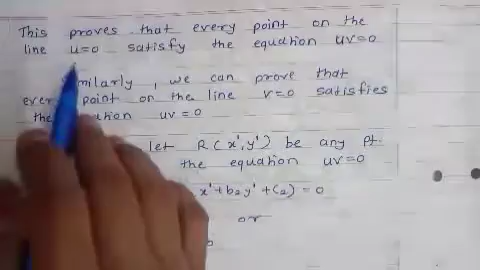 This proves that every point on the
line u=0 satisfy the equation uv=0
milarly, we can prove that
ever point on the line v=0 satisfies
the uation uv=0
let R(x',y') be any pt.
the equation uv=0
x'+b₂y'+c₂)=0
or